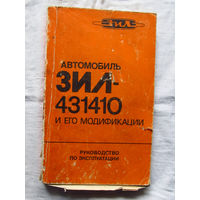 ЗИЛ
АВТОМОБИЛЬ
ЗИЛ-
431410
И ЕГО МОДИФИКАЦИИ
РУКОВОДСТВО
ПО ЭКСПЛУАТАЦИИ